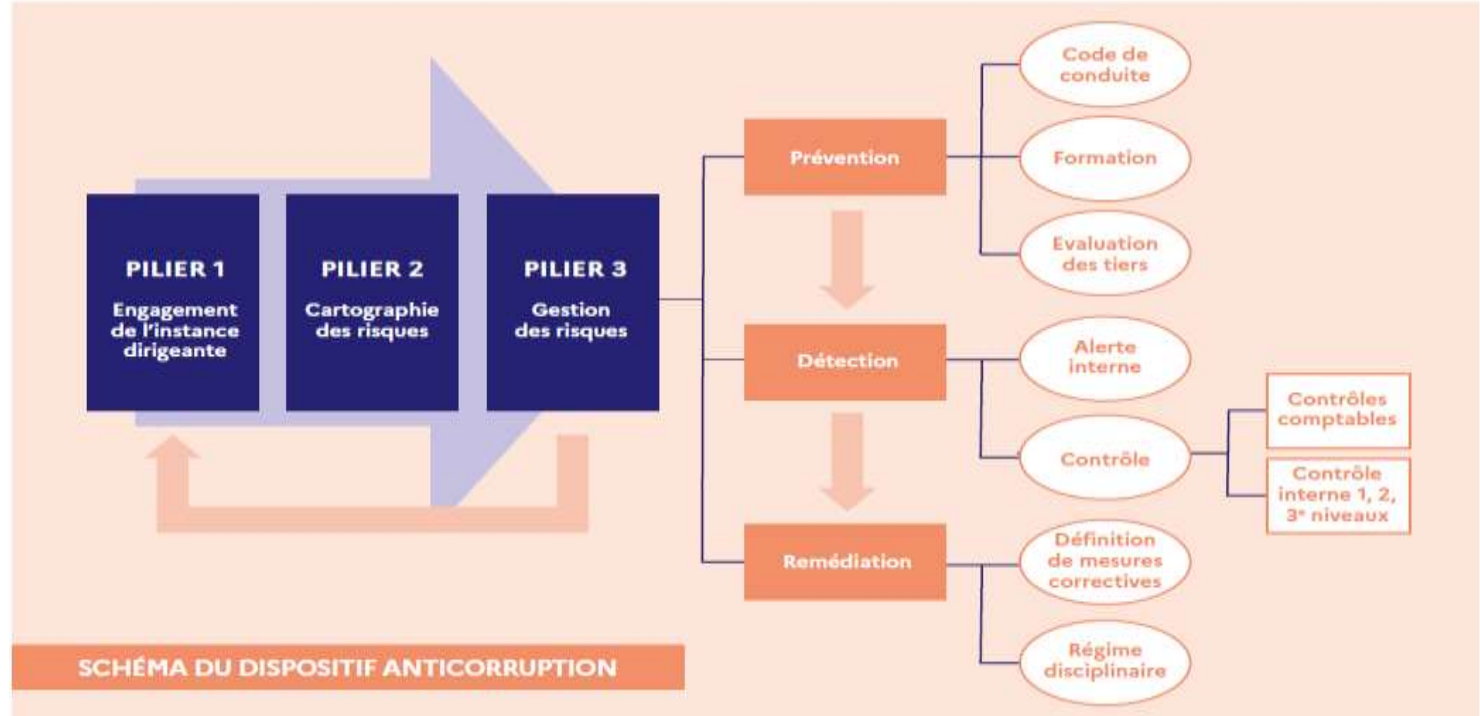 PILIER 1
Engagement
de l'instance
dirigeante
PILIER 2
Cartographie
des risques
PILIER 3
Gestion
des risques
Prévention
Code de
conduite
Formation
Evaluation
des tiers
Détection
Alerte
interne
Contrôle
Contrôles
comptables
Contrôle
interne 1, 2,
3e niveaux
Remédiation
Définition
de mesures
correctives
Régime
disciplinaire
SCHÉMA DU DISPOSITIF ANTICORRUPTION